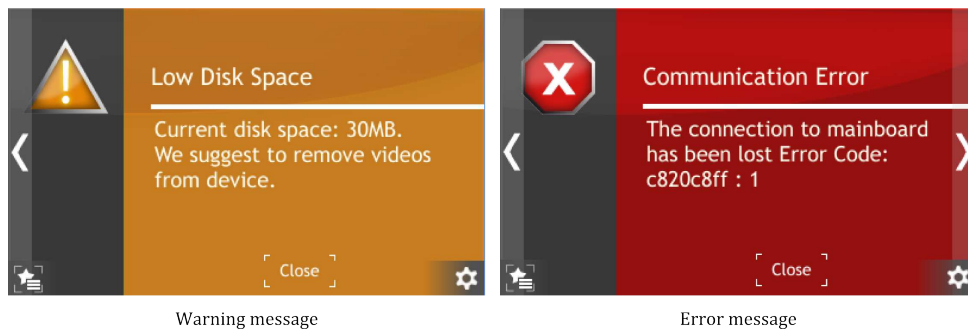 Low Disk Space
Current disk space: 30MB.
We suggest to remove videos
from device.
Close
Warning message
X
Communication Error
The connection to mainboard
has been lost Error Code:
c820c8ff : 1
Close
Error message